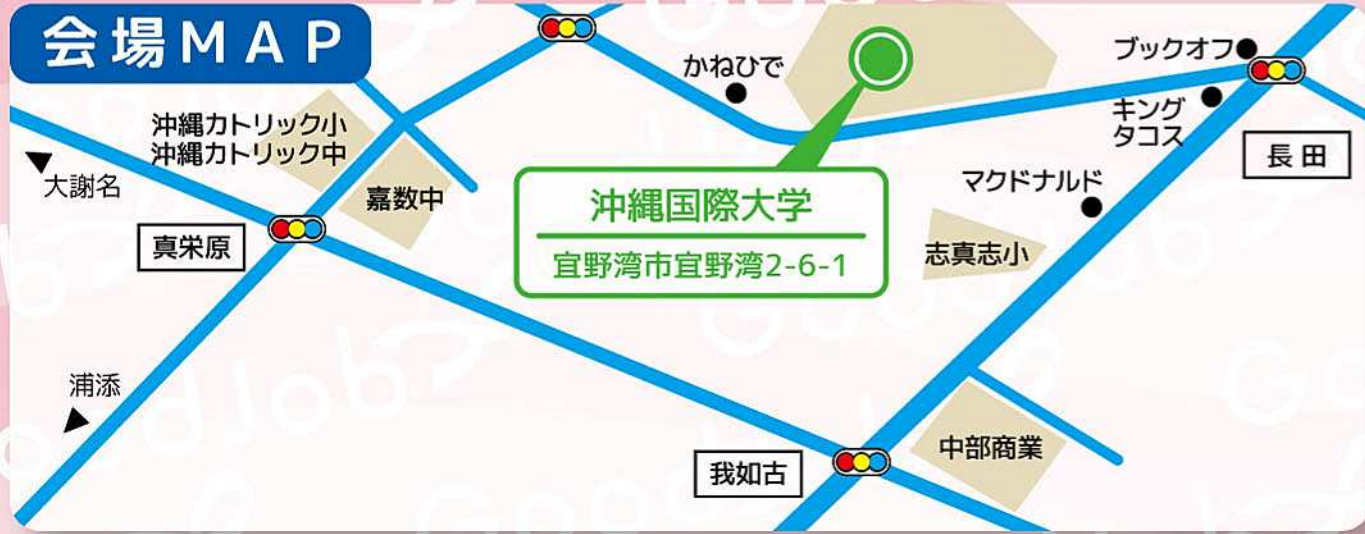 会場MAP
かねひで
ブックオフ
キング
タコス
長田
沖縄カトリック小
沖縄カトリック中
大謝名
嘉数中
真栄原
沖縄国際大学
宜野湾市宜野湾2-6-1
マクドナルド
志真志小
浦添
中部商業
我如古
GoodJob
GoodJob